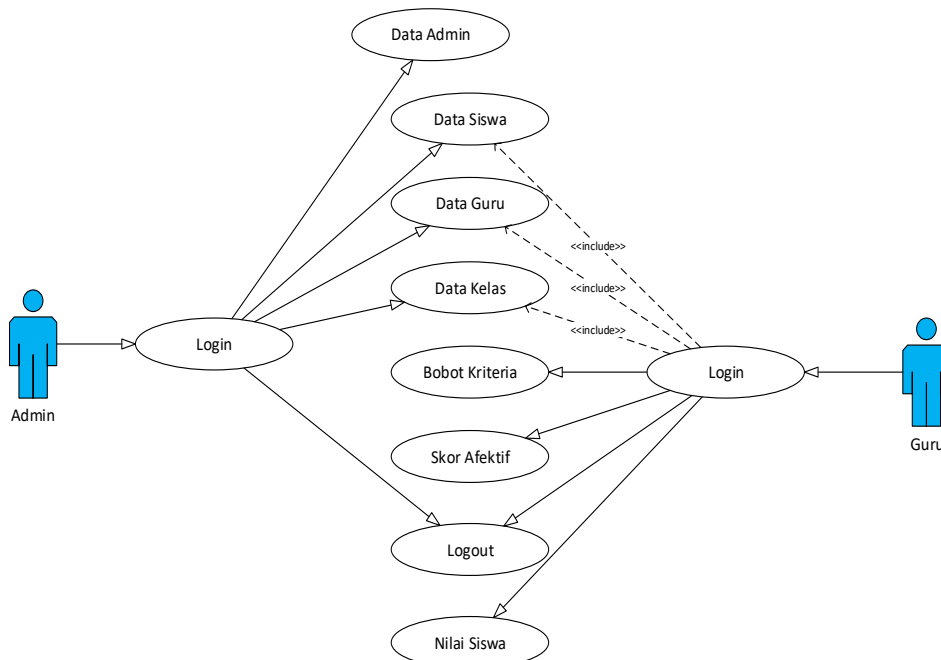 Data Admin
Data Siswa
Data Guru
<<include>>
<<include>>
Data Kelas
<<include>>
Login
Admin
Bobot Kriteria
Login
Guru
Skor Afektif
Logout
Nilai Siswa